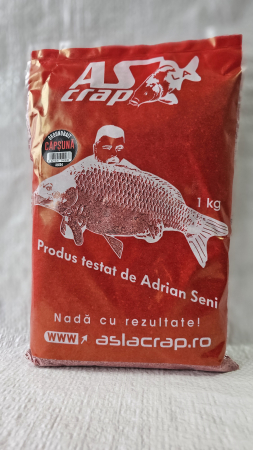 AS
crap
CAPSUNA
1 kg
Produs testat de Adrian Seni
Nadă cu rezultate!
www aslacrap.ro